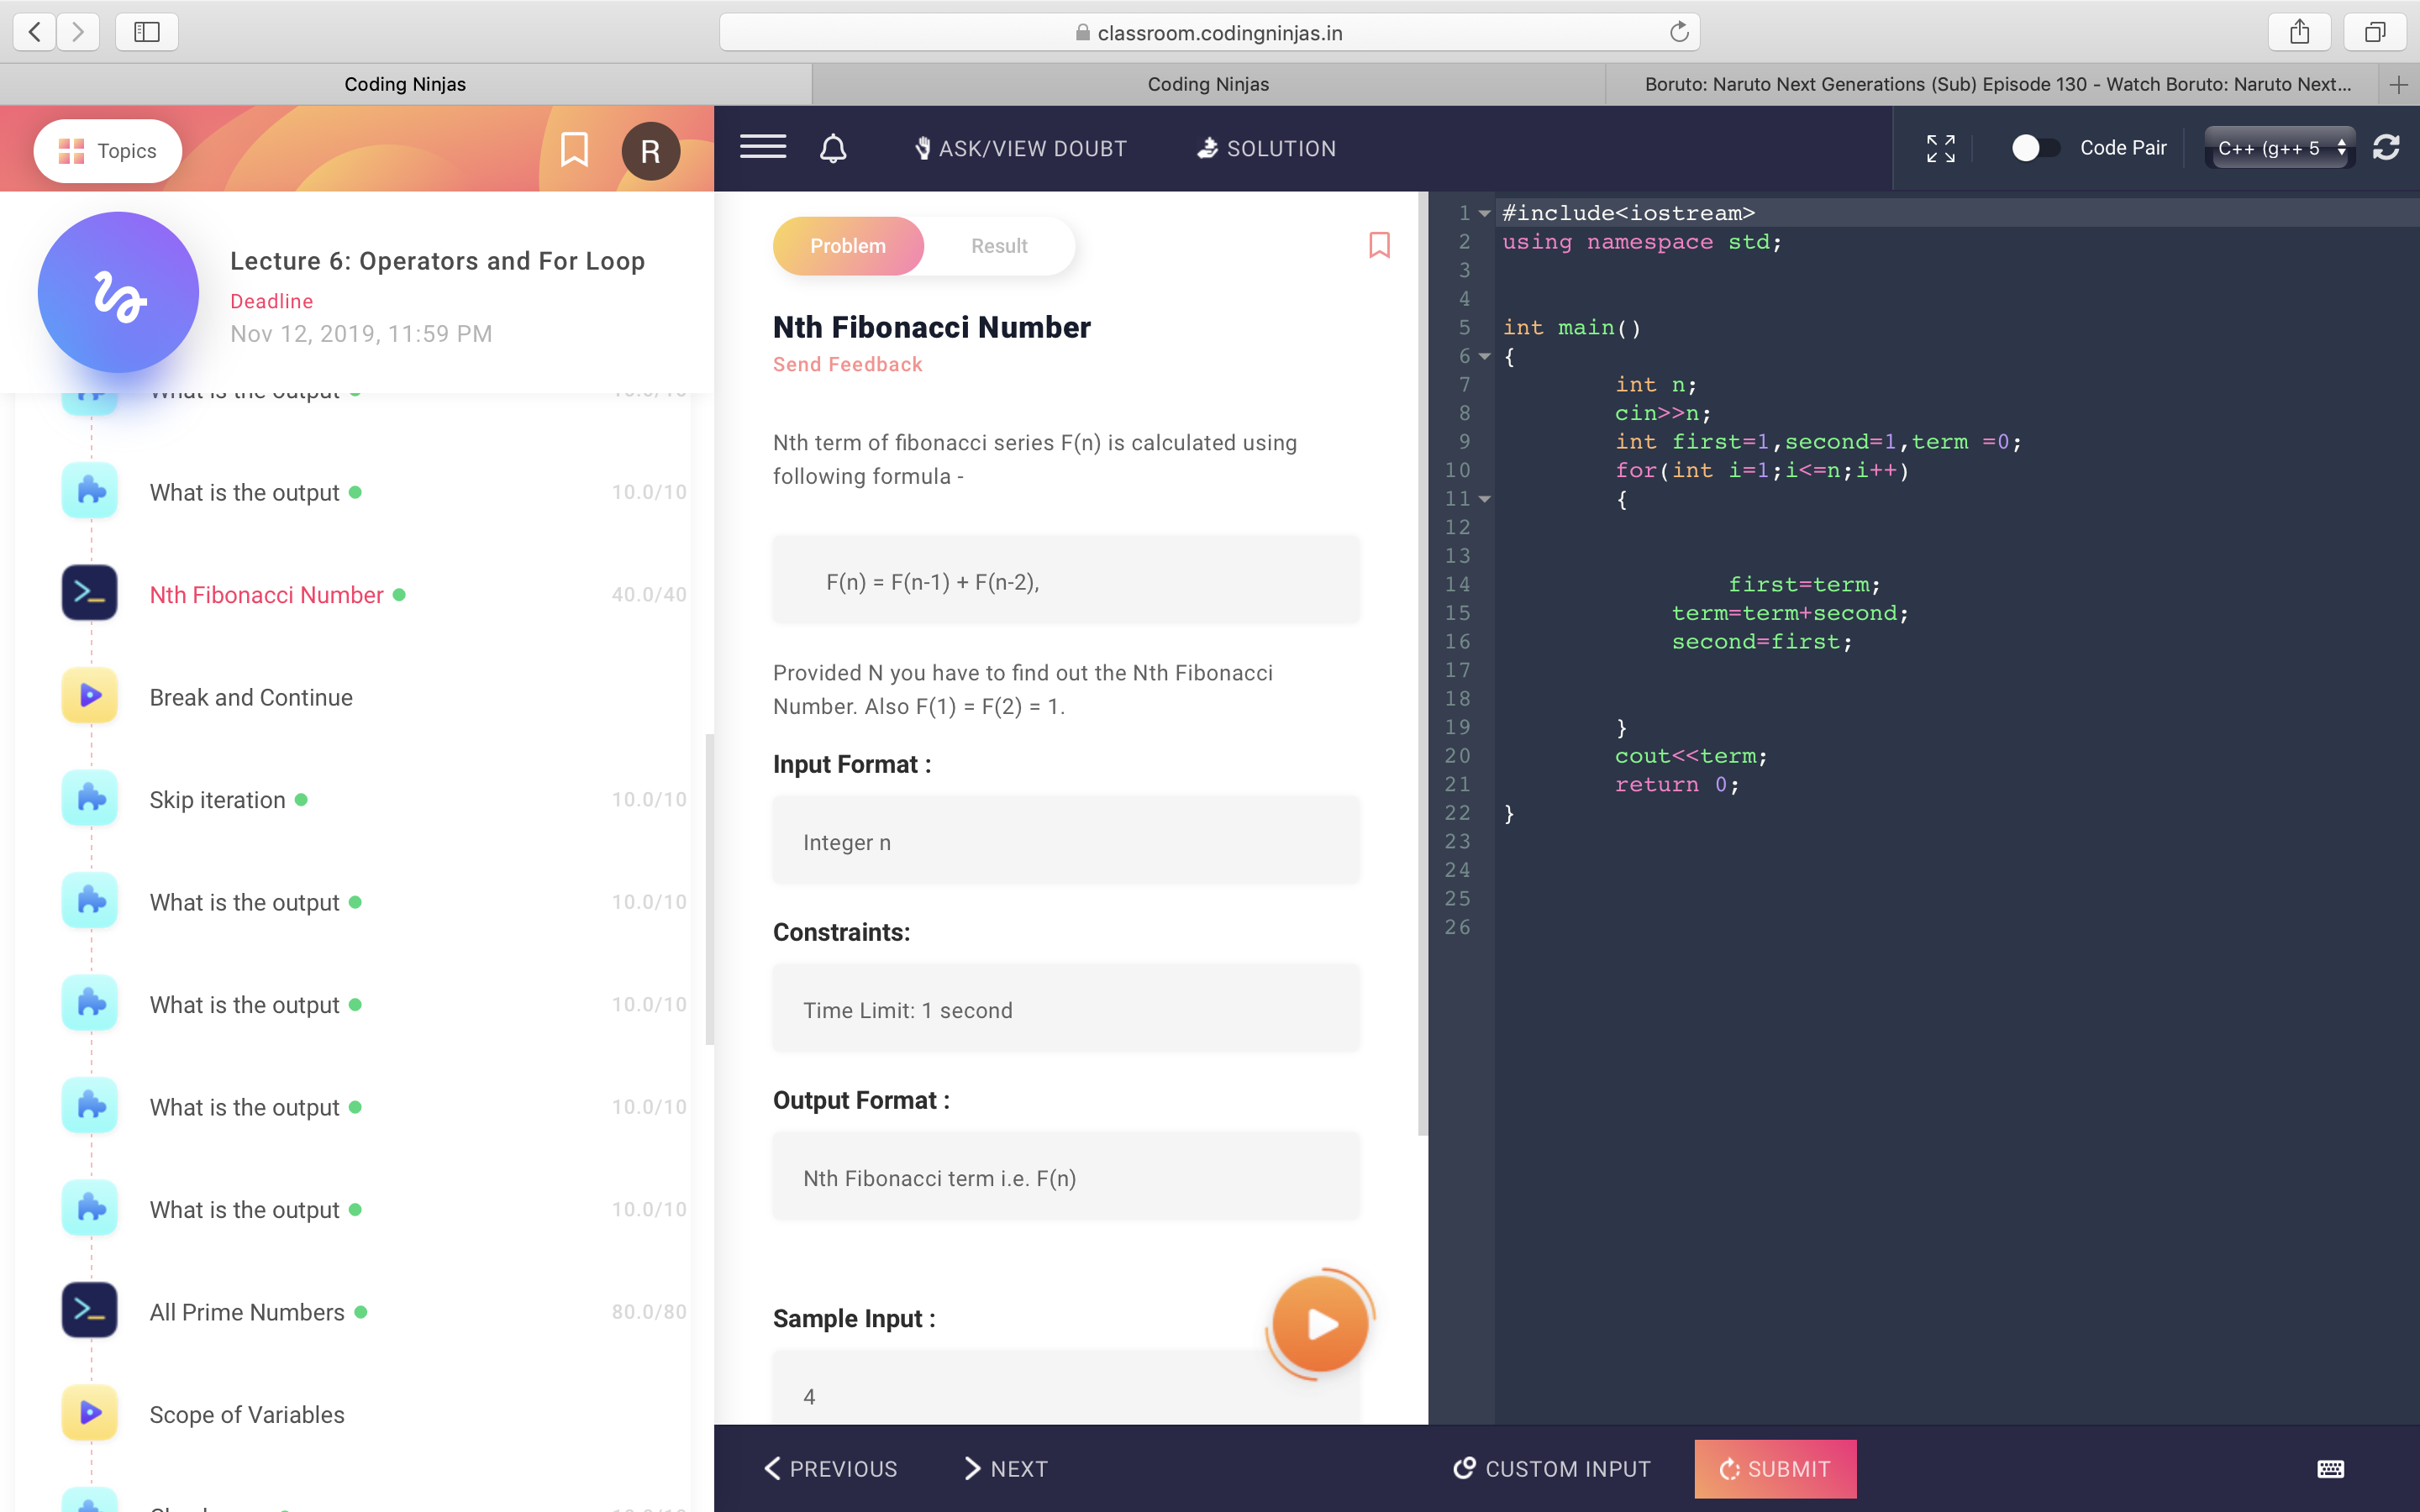 classroom.codingninjas.in
Coding Ninjas
Coding Ninjas
Boruto: Naruto Next Generations (Sub) Episode 130 - Watch Boruto: Naruto Next...
Topics
R
Lecture 6: Operators and For Loop
Deadline
Nov 12, 2019, 11:59 PM
What is the output
What is the output 10.0/10
Nth Fibonacci Number 40.0/40
Break and Continue
Skip iteration 10.0/10
What is the output 10.0/10
What is the output 10.0/10
What is the output 10.0/10
What is the output 10.0/10
All Prime Numbers 80.0/80
Scope of Variables
ASK/VIEW DOUBT
SOLUTION
Code Pair
C++ (g++ 5
Problem
Result
Nth Fibonacci Number
Send Feedback
Nth term of fibonacci series F(n) is calculated using
following formula -
F(n) = F(n-1) + F(n-2),
Provided N you have to find out the Nth Fibonacci
Number. Also F(1) = F(2) = 1.
Input Format :
Integer n
Constraints:
Time Limit: 1 second
Output Format :
Nth Fibonacci term i.e. F(n)
Sample Input :
4
1 #include<iostream>
2 using namespace std;
3
4
5 int main()
6 {
7 int n;
8 cin>>n;
9 int first=1,second=1,term =0;
10 for(int i=1;i<=n;i++)
11 {
12
13
14 first=term;
15 term=term+second;
16 second=first;
17
18
19 }
20 cout<<term;
21 return 0;
22 }
23
24
25
26
PREVIOUS
NEXT
CUSTOM INPUT
SUBMIT